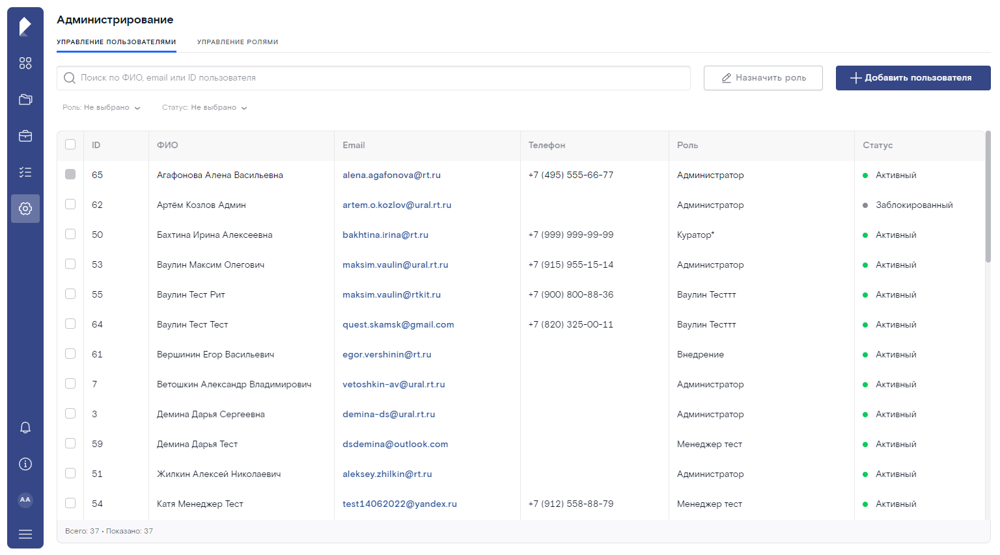 Администрирование
УПРАВЛЕНИЕ ПОЛЬЗОВАТЕЛЯМИ УПРАВЛЕНИЕ РОЛЯМИ
Поиск по ФИО, email или ID пользователя Назначить роль Добавить пользователя
Роль: Не выбрано Статус: Не выбрано
ID ФИО Email Телефон Роль Статус
65 Агафонова Алена Васильевна alena.agafonova@rt.ru +7 (495) 555-66-77 Администратор Активный
62 Артём Козлов Админ artem.o.kozlov@ural.rt.ru Администратор Заблокированный
50 Бахтина Ирина Алексеевна bakhtina.irina@rt.ru +7 (999) 999-99-99 Куратор* Активный
53 Ваулин Максим Олегович maksim.vaulin@ural.rt.ru +7 (915) 955-15-14 Администратор Активный
55 Ваулин Тест Рит maksim.vaulin@rtkit.ru +7 (900) 800-88-36 Ваулин Тесттт Активный
64 Ваулин Тест Тест quest.skamsk@gmail.com +7 (820) 325-00-11 Ваулин Тесттт Активный
61 Вершинин Егор Васильевич egor.vershinin@rt.ru Внедрение Активный
7 Ветошкин Александр Владимирович vetoshkin-av@ural.rt.ru Администратор Активный
3 Демина Дарья Сергеевна demina-ds@ural.rt.ru Администратор Активный
59 Демина Дарья Тест dsdemina@outlook.com Менеджер тест Активный
51 Жилкин Алексей Николаевич aleksey.zhilkin@rt.ru Администратор Активный
54 Катя Менеджер Тест test14062022@yandex.ru +7 (912) 558-88-79 Менеджер тест Активный
AA
Всего: 37 • Показано: 37